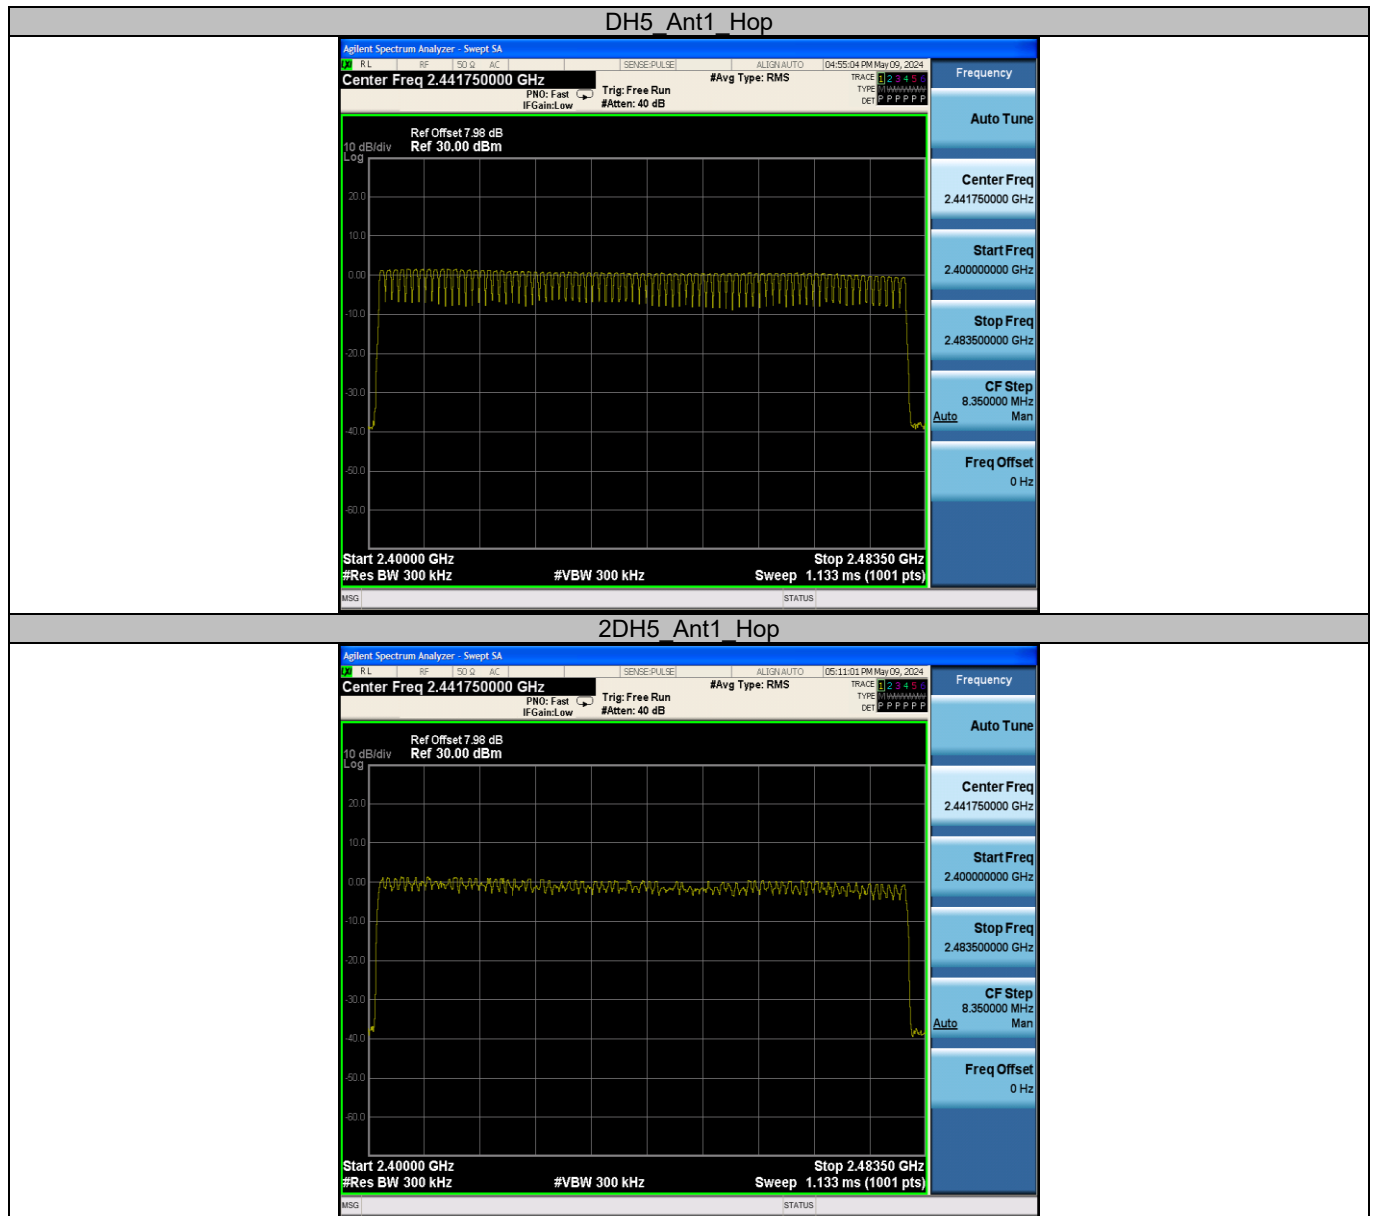 DH5_Ant1_Hop
Agilent Spectrum Analyzer - Swept SA
RL RF 50 Ω AC SENSE:PULSE ALIGN AUTO 04:55:04 PM May 09, 2024
Center Freq 2.441750000 GHz #Avg Type: RMS TRACE 1 2 3 4 5 6
PNO: Fast Trig: Free Run TYPE M
IFGain:Low #Atten: 40 dB DET P P P P P P
Frequency
Auto Tune
Ref Offset 7.98 dB
10 dB/div Ref 30.00 dBm
Log
20.0
10.0
0.00
-10.0
-20.0
-30.0
-40.0
-50.0
-60.0
Center Freq
2.441750000 GHz
Start Freq
2.400000000 GHz
Stop Freq
2.483500000 GHz
CF Step
8.350000 MHz
Auto Man
Freq Offset
0 Hz
Start 2.40000 GHz Stop 2.48350 GHz
#Res BW 300 kHz #VBW 300 kHz Sweep 1.133 ms (1001 pts)
MSG STATUS
2DH5_Ant1_Hop
Agilent Spectrum Analyzer - Swept SA
RL RF 50 Ω AC SENSE:PULSE ALIGN AUTO 05:11:01 PM May 09, 2024
Center Freq 2.441750000 GHz #Avg Type: RMS TRACE 1 2 3 4 5 6
PNO: Fast Trig: Free Run TYPE M
IFGain:Low #Atten: 40 dB DET P P P P P P
Frequency
Auto Tune
Ref Offset 7.98 dB
10 dB/div Ref 30.00 dBm
Log
20.0
10.0
0.00
-10.0
-20.0
-30.0
-40.0
-50.0
-60.0
Center Freq
2.441750000 GHz
Start Freq
2.400000000 GHz
Stop Freq
2.483500000 GHz
CF Step
8.350000 MHz
Auto Man
Freq Offset
0 Hz
Start 2.40000 GHz Stop 2.48350 GHz
#Res BW 300 kHz #VBW 300 kHz Sweep 1.133 ms (1001 pts)
MSG STATUS